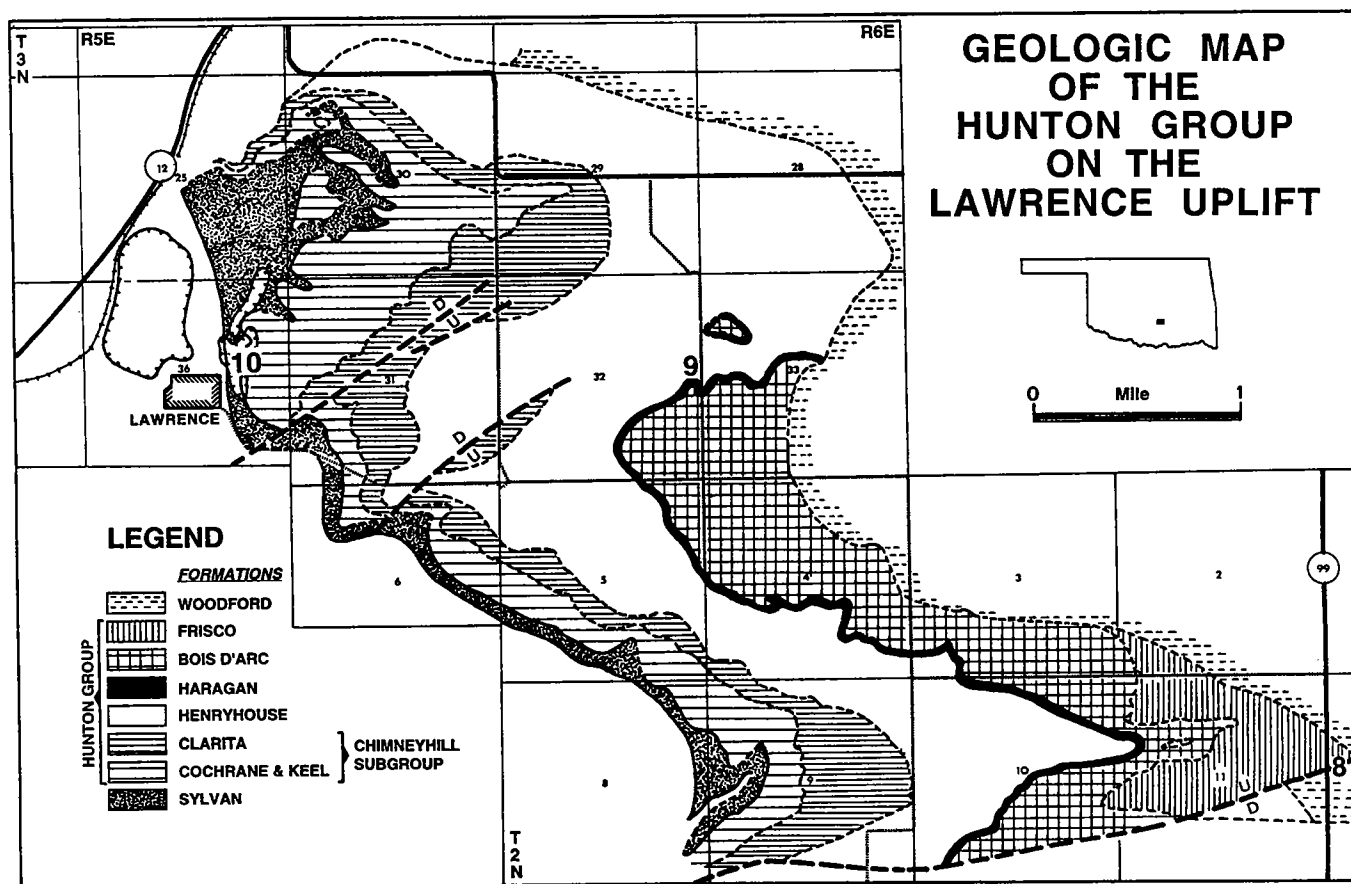 GEOLOGIC MAP
OF THE
HUNTON GROUP
ON THE
LAWRENCE UPLIFT
T
3
N
R5E
R6E
12
25
30
29
28
D
U
D
U
10
36
LAWRENCE
31
32
9
33
0 Mile 1
LEGEND
FORMATIONS
WOODFORD
FRISCO
BOIS D'ARC
HARAGAN
HENRYHOUSE
CLARITA
COCHRANE & KEEL
SYLVAN
HUNTON GROUP
CHIMNEYHILL
SUBGROUP
6
5
4
3
2
99
8
9
10
11
U
D
8
T
2
N